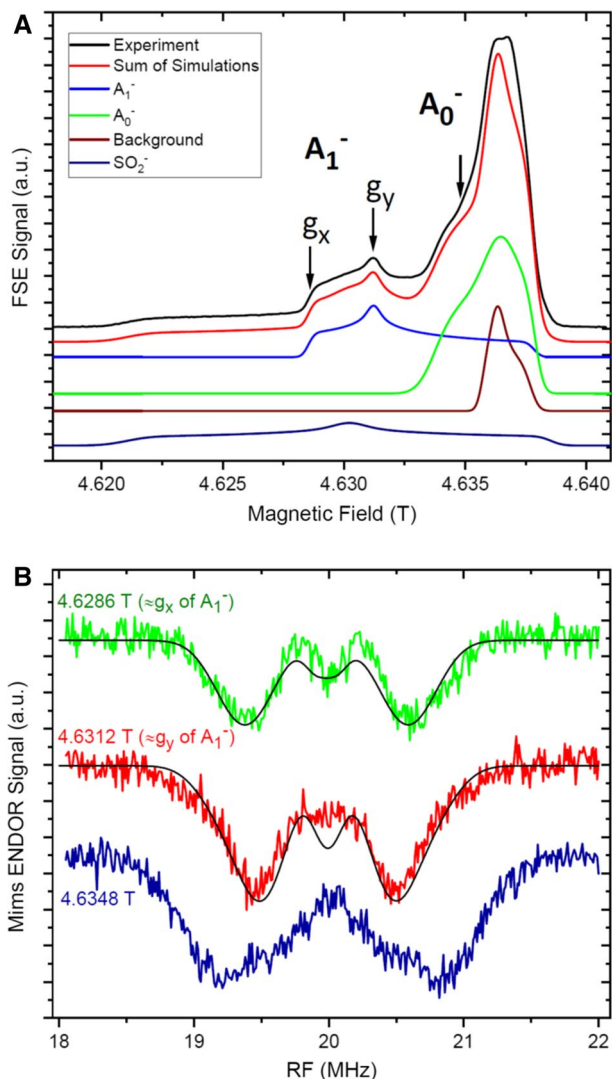 A
Experiment
Sum of Simulations
A₁⁻
A₀⁻
Background
SO₂⁻
A₁⁻
A₀⁻
gₓ
g_y
FSE Signal (a.u.)
4.620 4.625 4.630 4.635 4.640
Magnetic Field (T)
B
4.6286 T (≈gₓ of A₁⁻)
4.6312 T (≈g_y of A₁⁻)
4.6348 T
Mims ENDOR Signal (a.u.)
18 19 20 21 22
RF (MHz)